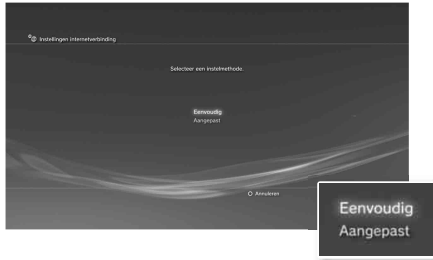 Instellingen internetverbinding
Selecteer een instelmethode.
Eenvoudig
Aangepast
Annuleren
Eenvoudig
Aangepast